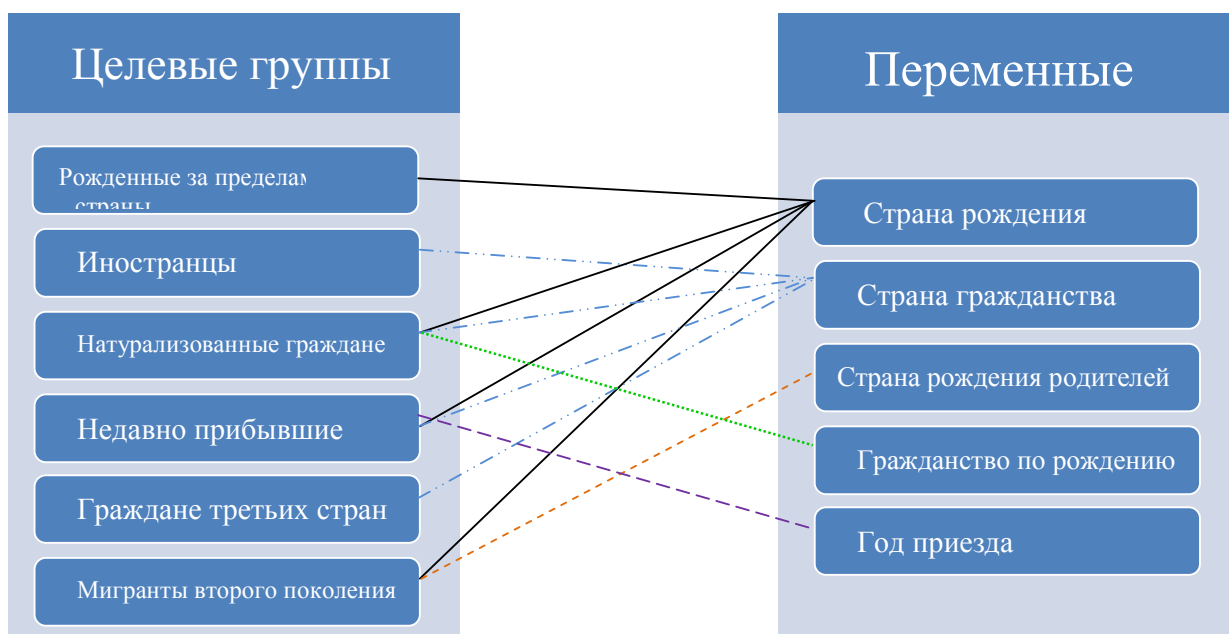 Целевые группы
Рожденные за
страны
Иностранцы
Натурализованные граждане
Недавно прибывшие
Граждане третьих стран
Мигранты второго поколения
Переменные
Страна рождения
Страна гражданства
Страна рождения родителей
Гражданство по рождению
Год приезда